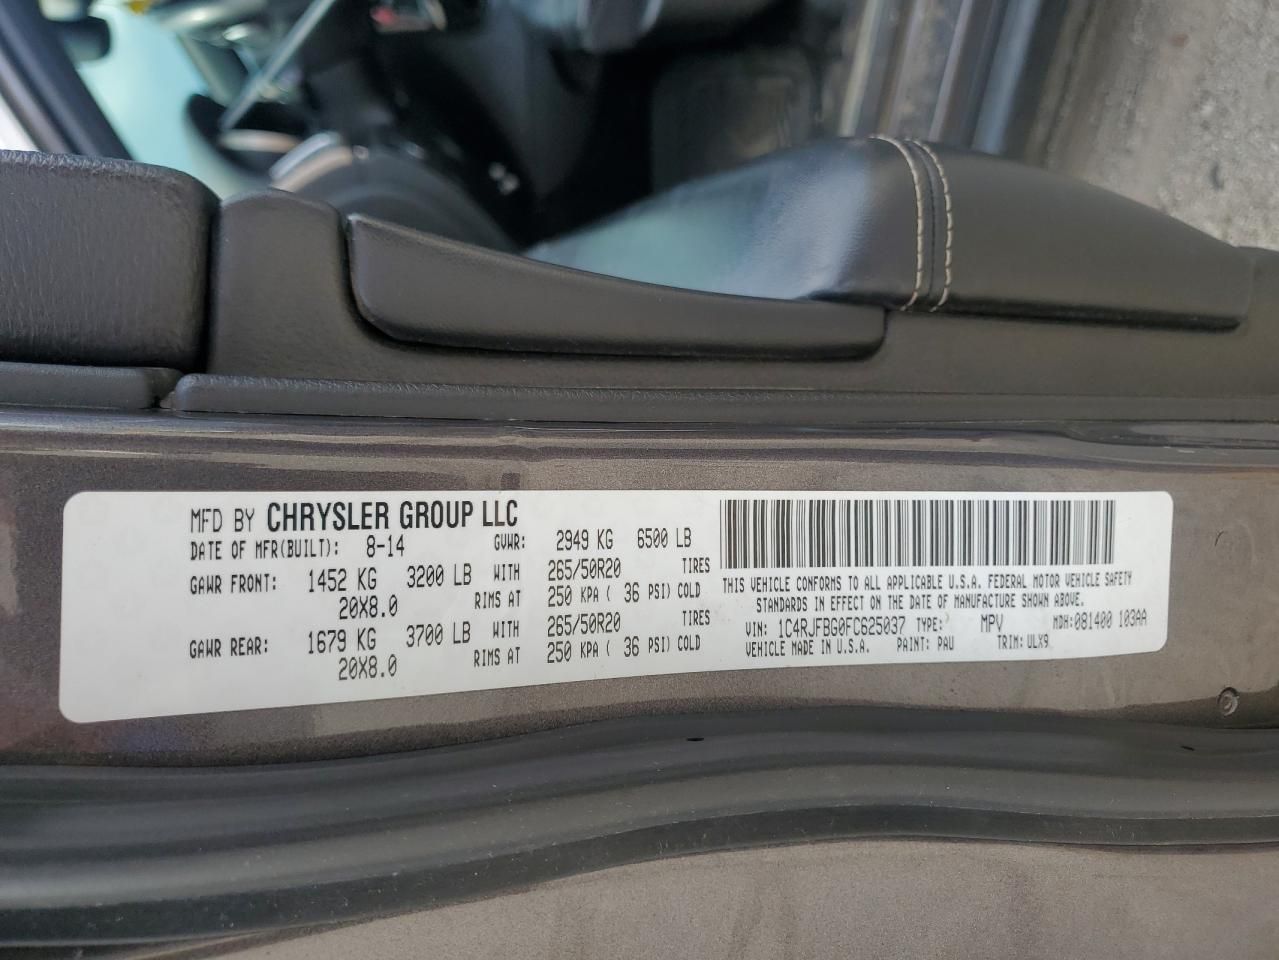 MFD BY CHRYSLER GROUP LLC
DATE OF MFR(BUILT): 8-14 GVWR: 2949 KG 6500 LB
GAWR FRONT: 1452 KG 3200 LB WITH 265/50R20 TIRES
20X8.0 RIMS AT 250 KPA ( 36 PSI) COLD
GAWR REAR: 1679 KG 3700 LB WITH 265/50R20 TIRES
20X8.0 RIMS AT 250 KPA ( 36 PSI) COLD
THIS VEHICLE CONFORMS TO ALL APPLICABLE U.S.A. FEDERAL MOTOR VEHICLE SAFETY
STANDARDS IN EFFECT ON THE DATE OF MANUFACTURE SHOWN ABOVE.
VIN: 1C4RJFBG0FC625037 TYPE: MPV MDH: 081400 103AA
VEHICLE MADE IN U.S.A. PAINT: PAU TRIM: ULX9